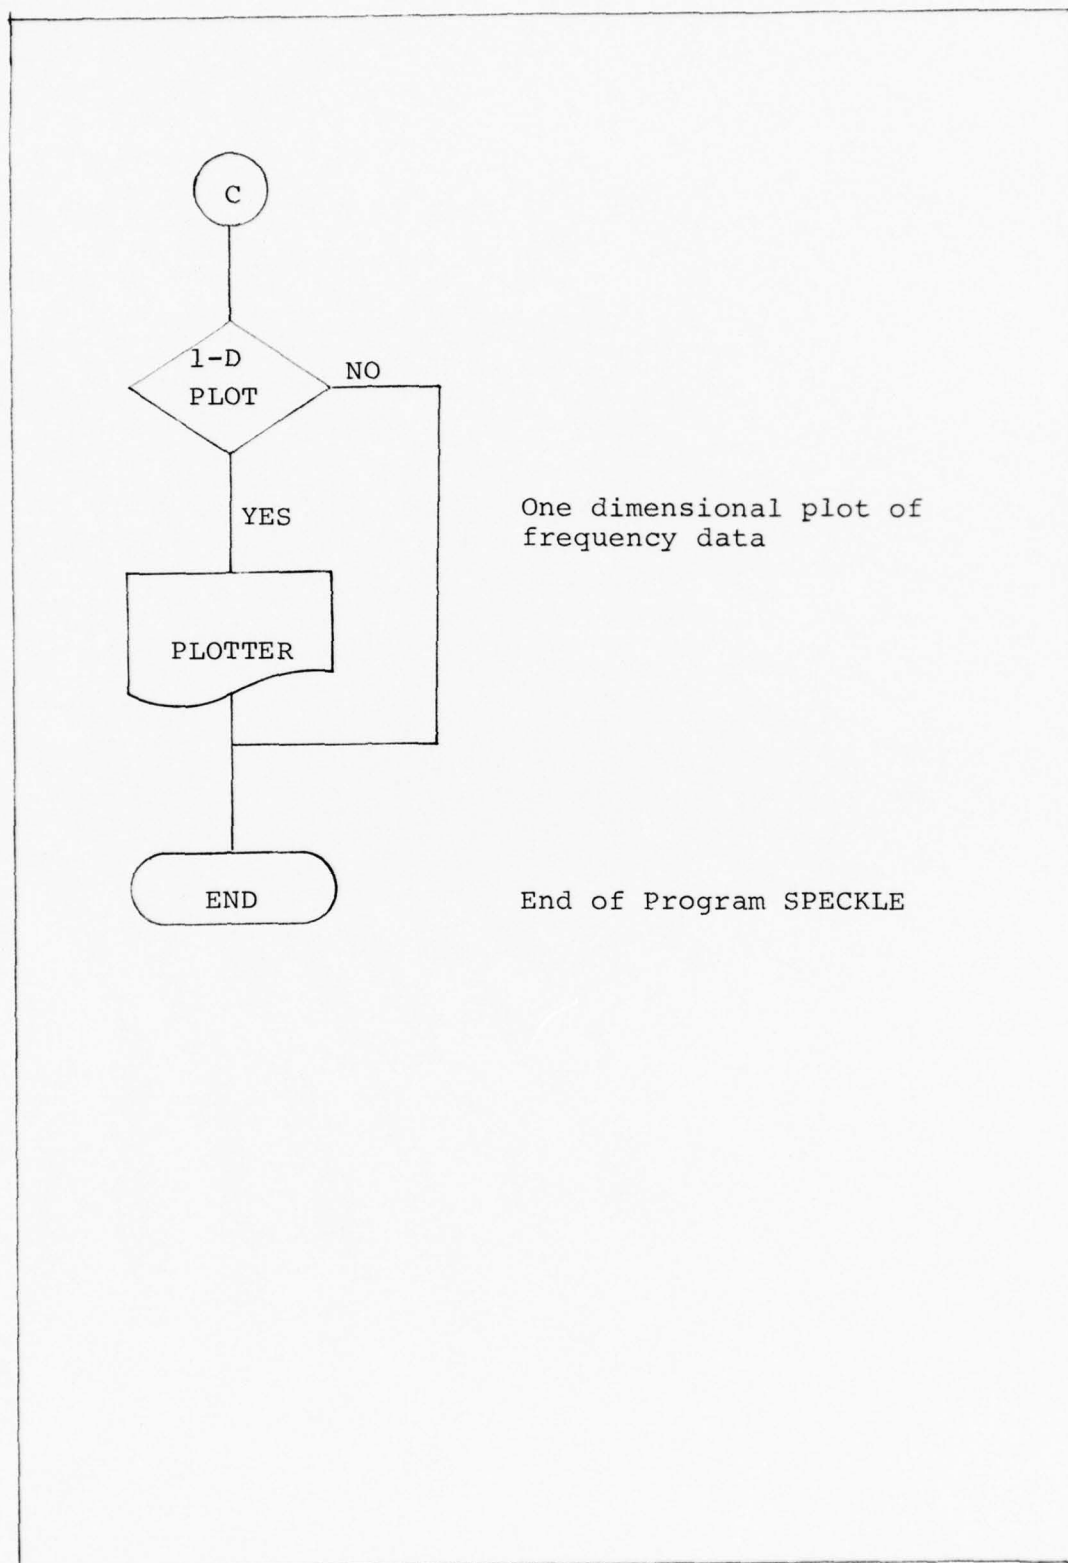 C
1-D
PLOT
NO
YES
One dimensional plot of
frequency data
PLOTTER
END
End of Program SPECKLE